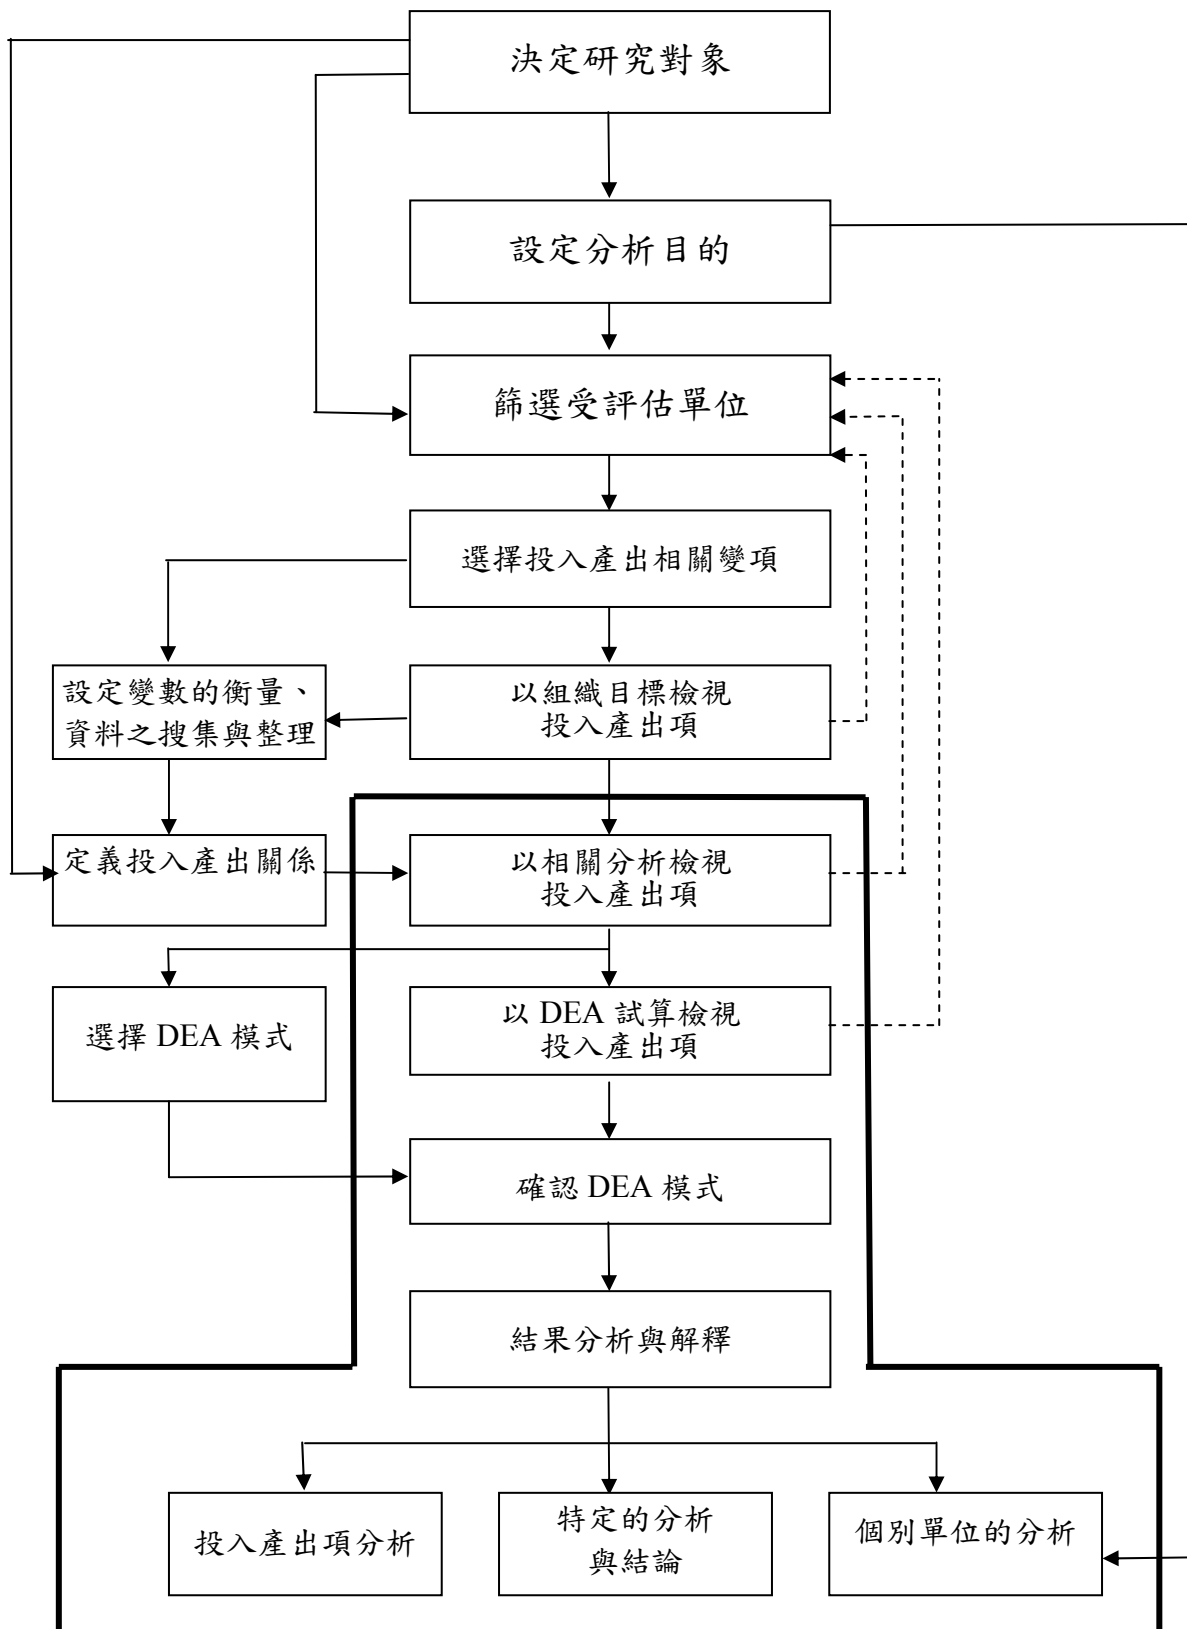 決定研究對象
設定分析目的
篩選受評估單位
選擇投入產出相關變項
設定變數的衡量、
資料之搜集與整理
以組織目標檢視
投入產出項
定義投入產出關係
以相關分析檢視
投入產出項
選擇 DEA 模式
以 DEA 試算檢視
投入產出項
確認 DEA 模式
結果分析與解釋
投入產出項分析
特定的分析
與結論
個別單位的分析